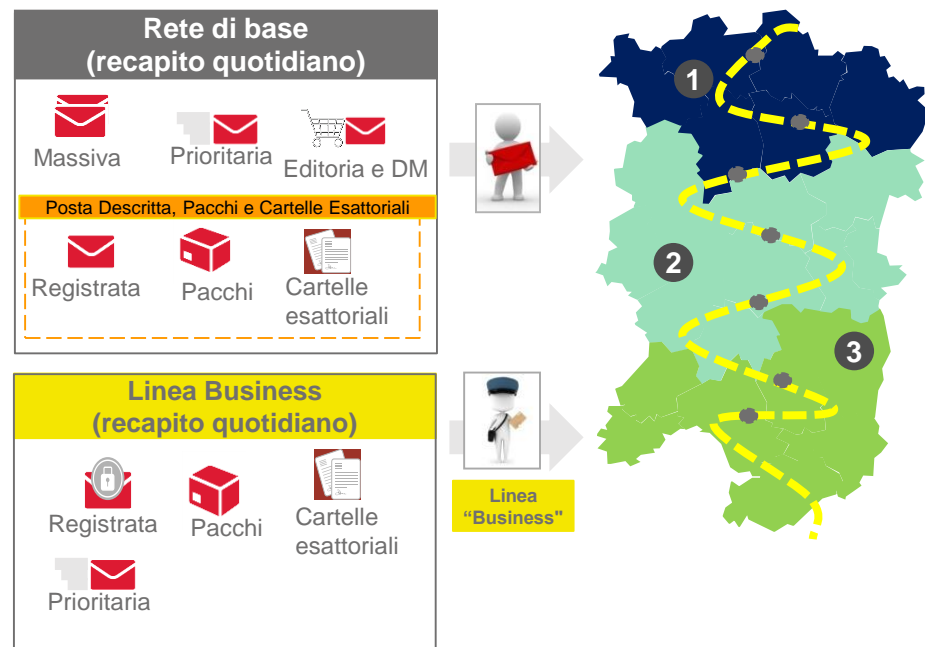 Rete di base
(recapito quotidiano)
Massiva
Prioritaria
Editoria e DM
Posta Descritta, Pacchi e Cartelle Esattoriali
Registrata
Pacchi
Cartelle
esattoriali
Linea Business
(recapito quotidiano)
Registrata
Pacchi
Cartelle
esattoriali
Prioritaria
Linea
“Business"
1
2
3